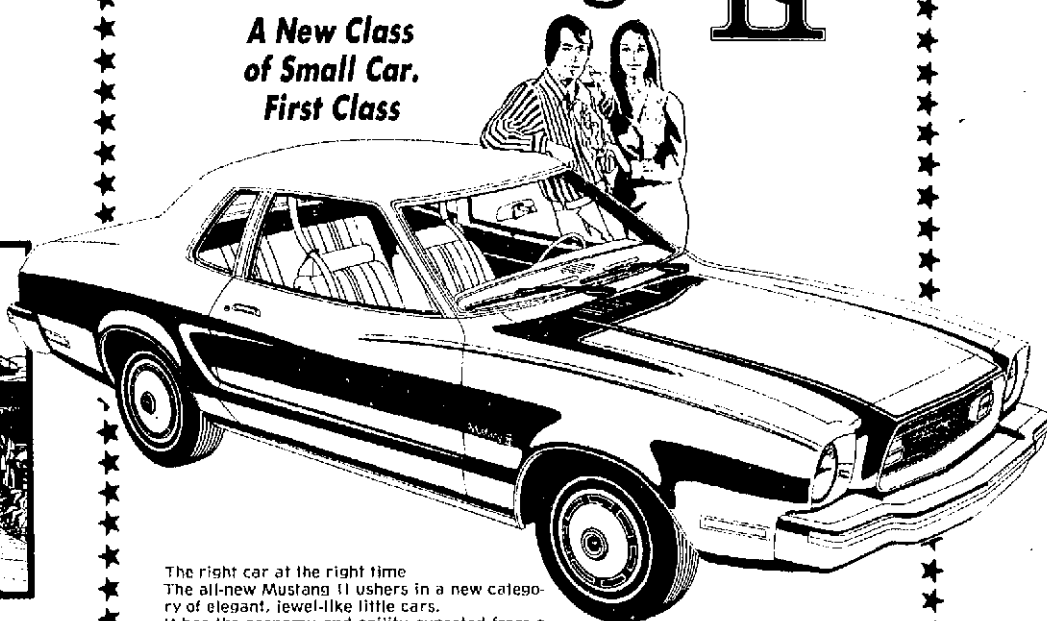 II
A New Class
of Small Car.
First Class
The right car at the right time
The all-new Mustang II ushers in a new catego-
ry of elegant, jewel-like little cars.